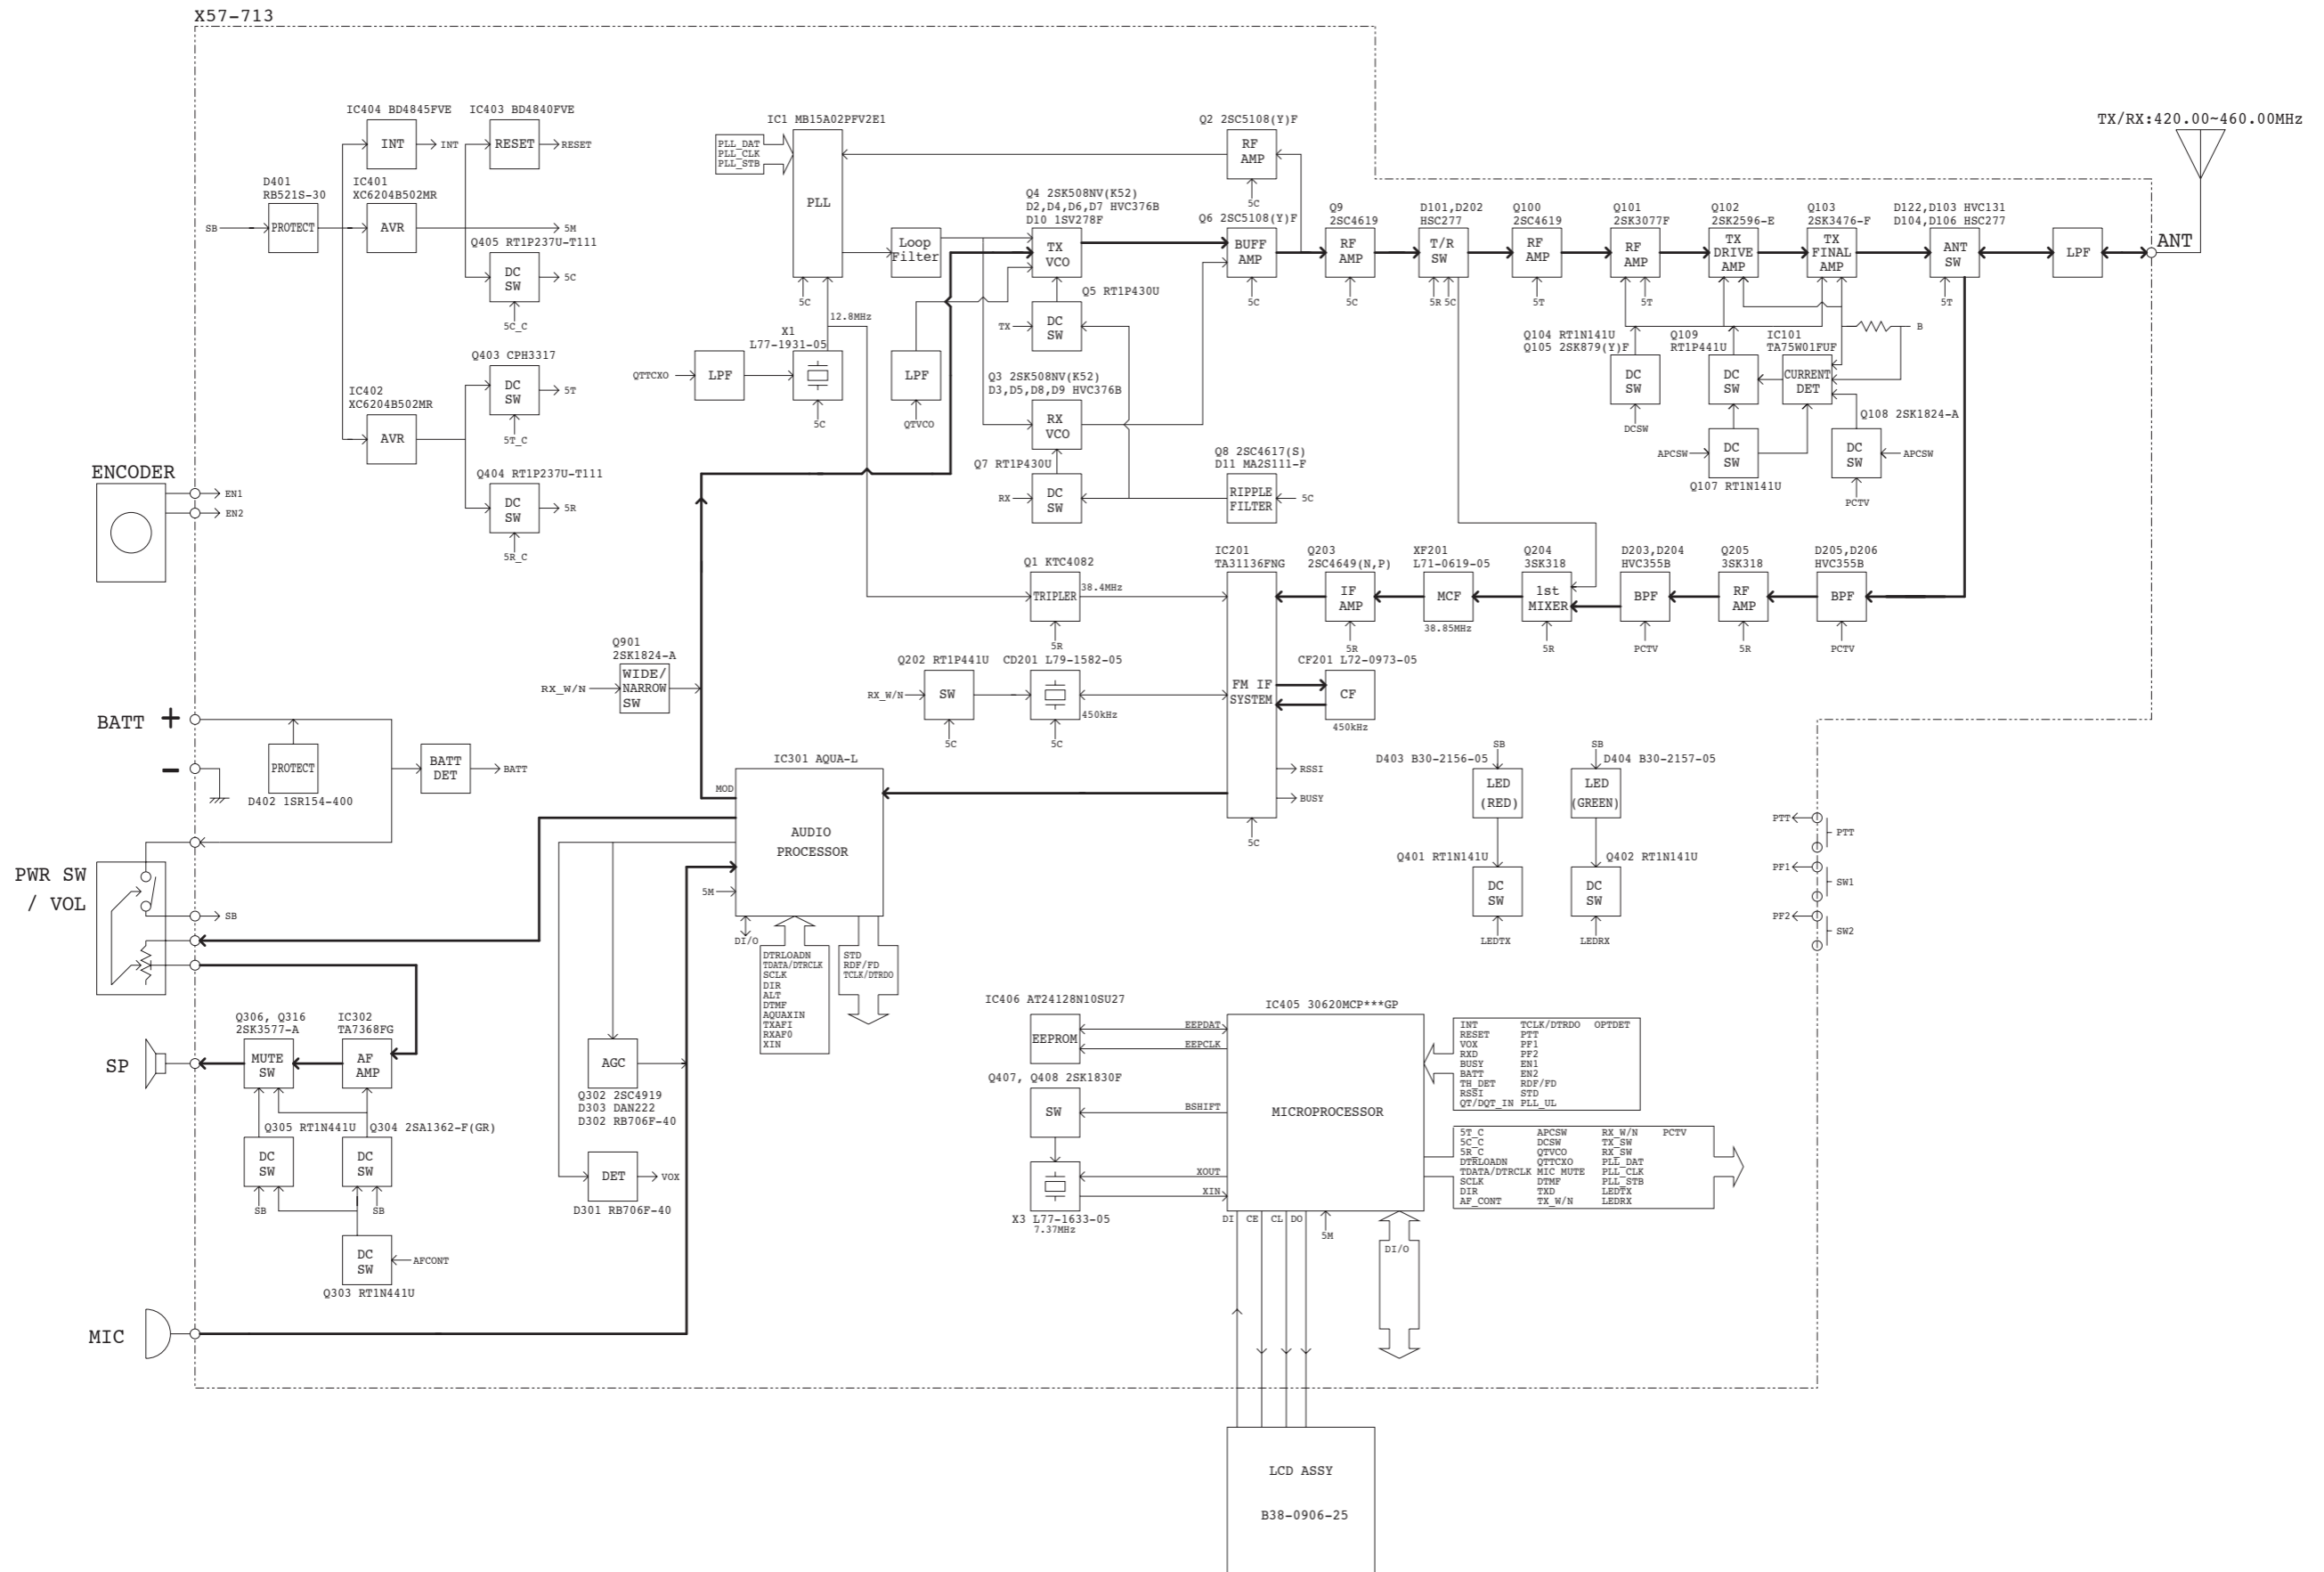 X57-713
TX/RX:420.00~460.00MHz
IC404 BD4845FVE
INT
INT
IC403 BD4840FVE
RESET
RESET
D401
RB521S-30
SB
PROTECT
IC401
XC6204B502MR
AVR
5M
Q405 RT1P237U-T111
DC
SW
5C
5C_C
Q403 CPH3317
DC
SW
5T
5T_C
IC402
XC6204B502MR
AVR
Q404 RT1P237U-T111
DC
SW
5R
5R_C
ENCODER
EN1
EN2
IC1 MB15A02PFV2E1
PLL_DAT
PLL_CLK
PLL_STB
PLL
5C
12.8MHz
Loop
Filter
X1
L77-1931-05
QTTCXO
LPF
5C
LPF
QTVCO
Q4 2SK508NV(K52)
D2,D4,D6,D7 HVC376B
D10 1SV278F
TX
VCO
Q5 RT1P430U
TX
DC
SW
Q3 2SK508NV(K52)
D3,D5,D8,D9 HVC376B
RX
VCO
Q7 RT1P430U
RX
DC
SW
Q8 2SC4617(S)
D11 MA2S111-F
RIPPLE
FILTER
5C
Q2 2SC5108(Y)F
RF
AMP
5C
Q6 2SC5108(Y)F
BUFF
AMP
5C
Q9
2SC4619
RF
AMP
5C
D101,D202
HSC277
T/R
SW
5R 5C
Q100
2SC4619
RF
AMP
5T
Q101
2SK3077F
RF
AMP
5T
Q102
2SK2596-E
TX
DRIVE
AMP
Q103
2SK3476-F
TX
FINAL
AMP
D122,D103 HVC131
D104,D106 HSC277
ANT
SW
5T
LPF
ANT
B
Q104 RT1N141U
Q105 2SK879(Y)F
DC
SW
DCSW
Q109
RT1P441U
DC
SW
IC101
TA75W01FUF
CURRENT
DET
Q108 2SK1824-A
DC
SW
APCSW
PCTV
APCSW
DC
SW
Q107 RT1N141U
Q1 KTC4082
TRIPLER
38.4MHz
5R
IC201
TA31136FNG
FM IF
SYSTEM
RSSI
BUSY
5C
Q203
2SC4649(N,P)
IF
AMP
5R
XF201
L71-0619-05
MCF
38.85MHz
Q204
3SK318
1st
MIXER
5R
D203,D204
HVC355B
BPF
PCTV
Q205
3SK318
RF
AMP
5R
D205,D206
HVC355B
BPF
PCTV
Q901
2SK1824-A
RX_W/N
WIDE/
NARROW
SW
Q202 RT1P441U
RX_W/N
SW
5C
CD201 L79-1582-05
450kHz
5C
CF201 L72-0973-05
CF
450kHz
BATT
+
-
PROTECT
D402 1SR154-400
BATT
DET
BATT
PWR SW
/ VOL
SB
IC301 AQUA-L
MOD
AUDIO
PROCESSOR
5M
DI/O
DTRLOADN
TDATA/DTRCLK
SCLK
DIR
ALT
DTMF
AQUAXIN
TXAFI
RXAFO
XIN
STD
RDF/FD
TCLK/DTRDO
D403 B30-2156-05
SB
LED
(RED)
Q401 RT1N141U
DC
SW
LEDTX
D404 B30-2157-05
SB
LED
(GREEN)
Q402 RT1N141U
DC
SW
LEDRX
PTT
PTT
PF1
SW1
PF2
SW2
SP
Q306, Q316
2SK3577-A
MUTE
SW
IC302
TA7368FG
AF
AMP
Q305 RT1N441U
DC
SW
SB
Q304 2SA1362-F(GR)
DC
SW
SB
DC
SW
AFCONT
Q303 RT1N441U
MIC
AGC
Q302 2SC4919
D303 DAN222
D302 RB706F-40
DET
VOX
D301 RB706F-40
IC406 AT24128N10SU27
EEPROM
EEPDAT
EEPCLK
Q407, Q408 2SK1830F
SW
BSHIFT
XOUT
XIN
X3 L77-1633-05
7.37MHz
IC405 30620MCP***GP
MICROPROCESSOR
DI CE CL DO
5M
DI/O
INT TCLK/DTRDO OPTDET
RESET PTT
VOX PF1
RXD PF2
BUSY EN1
BATT EN2
TH_DET RDF/FD
RSSI STD
QT/DQT_IN PLL_UL
5T_C APCSW RX_W/N PCTV
5C_C DCSW TX_SW
5R_C QTVCO RX_SW
DTRLOADN QTTCXO PLL_DAT
TDATA/DTRCLK MIC MUTE PLL_CLK
SCLK DTMF PLL_STB
DIR TXD LEDTX
AF_CONT TX_W/N LEDRX
LCD ASSY
B38-0906-25